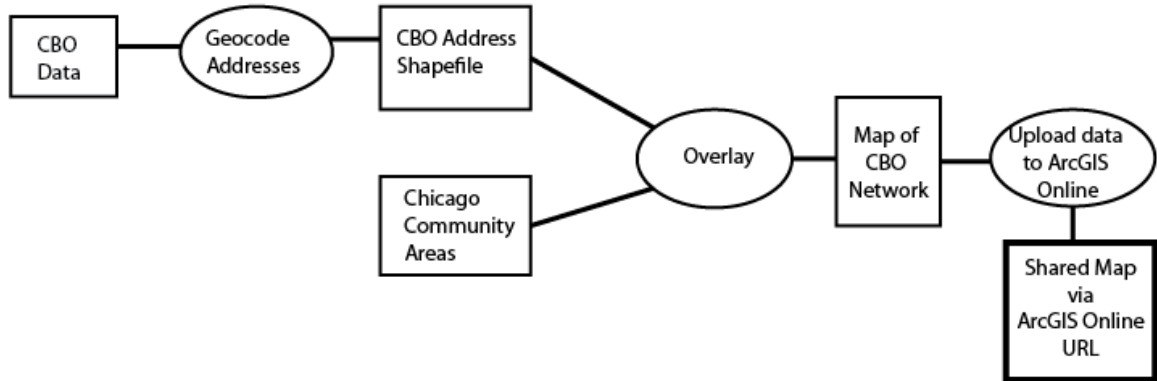 CBO
Data
Geocode
Addresses
CBO Address
Shapefile
Chicago
Community
Areas
Overlay
Map of
CBO
Network
Upload data
to ArcGIS
Online
Shared Map
via
ArcGIS Online
URL